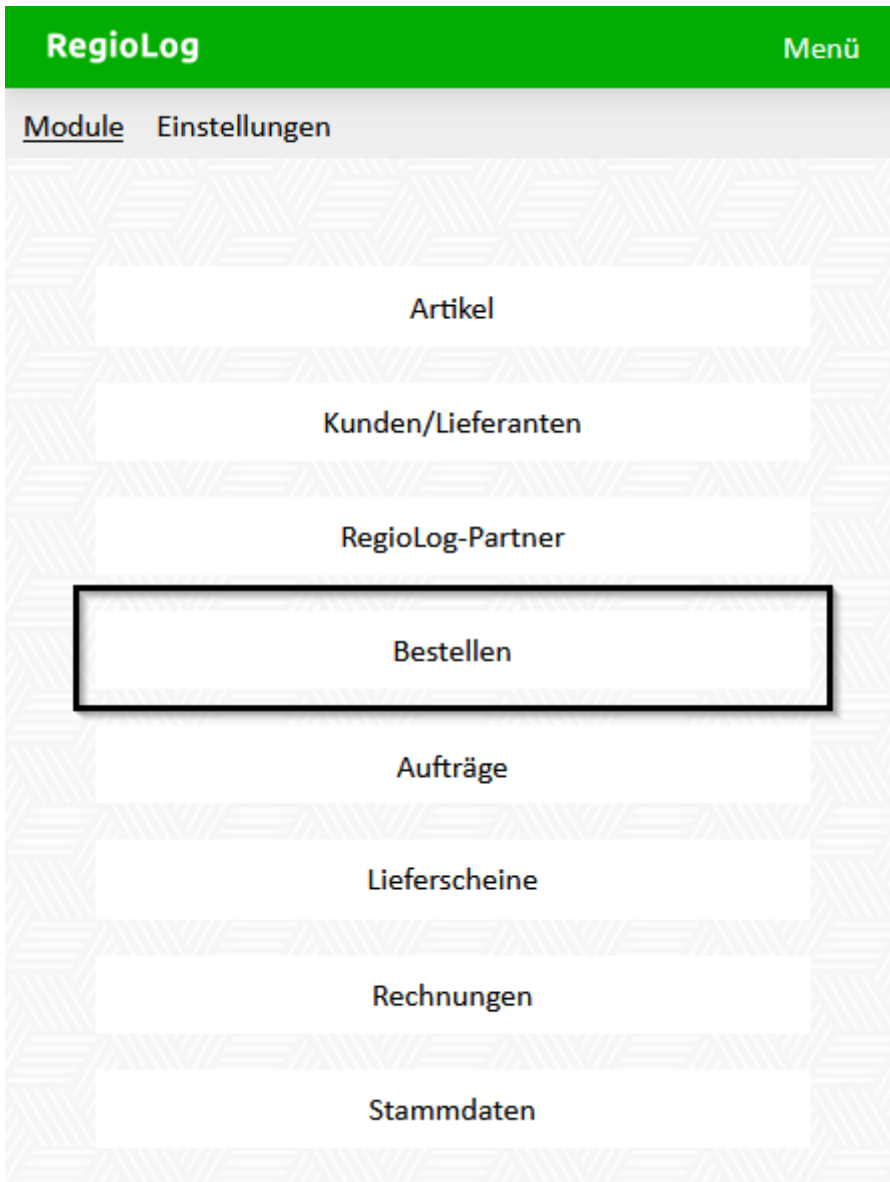 RegioLog
Menü
Module Einstellungen
Artikel
Kunden/Lieferanten
RegioLog-Partner
Bestellen
Aufträge
Lieferscheine
Rechnungen
Stammdaten